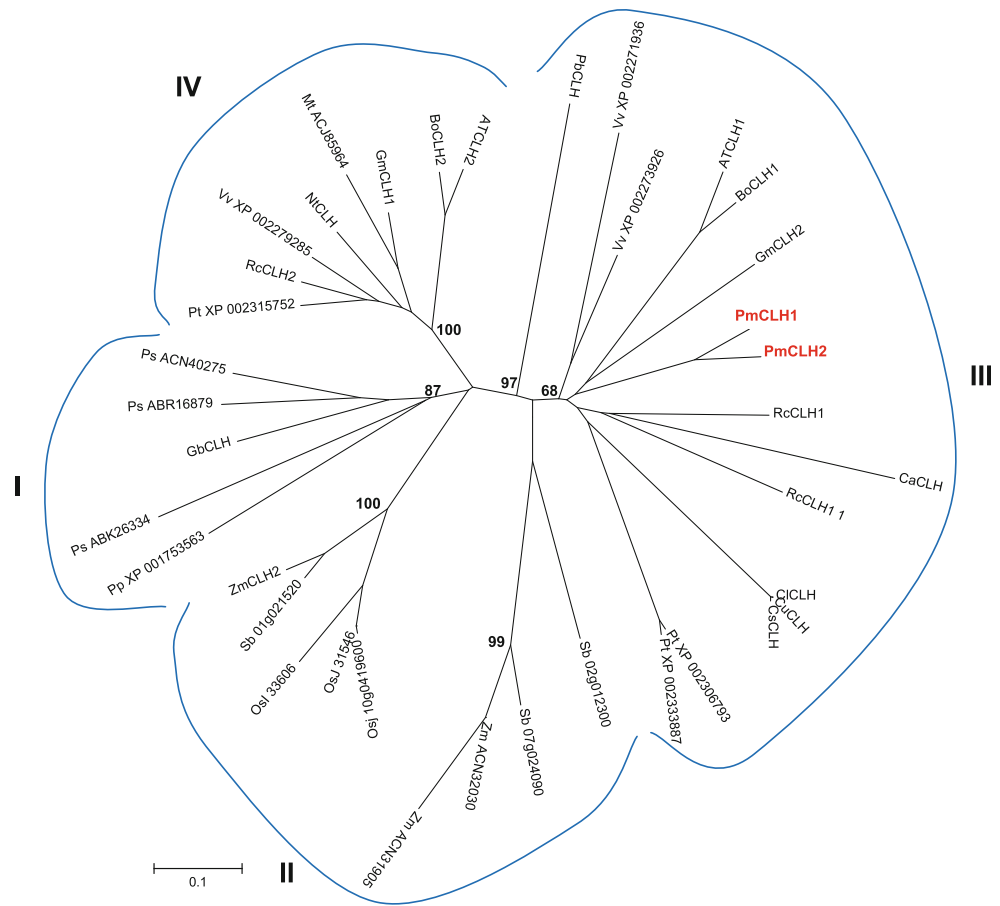 IV
Mt ACJ85964
GmCLH1
BoCLH2
ATCLH2
NtCLH
Vv XP 002279285
RcCLH2
Pt XP 002315752
100
PbCLH
Vv XP 002271936
Vv XP 002273926
ATCLH1
BoCLH1
GmCLH2
PmCLH1
PmCLH2
III
RcCLH1
CaCLH
RcCLH1 1
ClCLH
CuCLH
CsCLH
Pt XP 002306793
Pt XP 002333887
97
68
87
Ps ACN40275
Ps ABR16879
GbCLH
I
Ps ABK26334
Pp XP 001753563
100
ZmCLH2
Sb 01g021520
OsI 33606
OsJ 31546
Osj 10g0419600
99
Sb 02g012300
Sb 07g024090
Zm ACN32030
Zm ACN31905
II
0.1